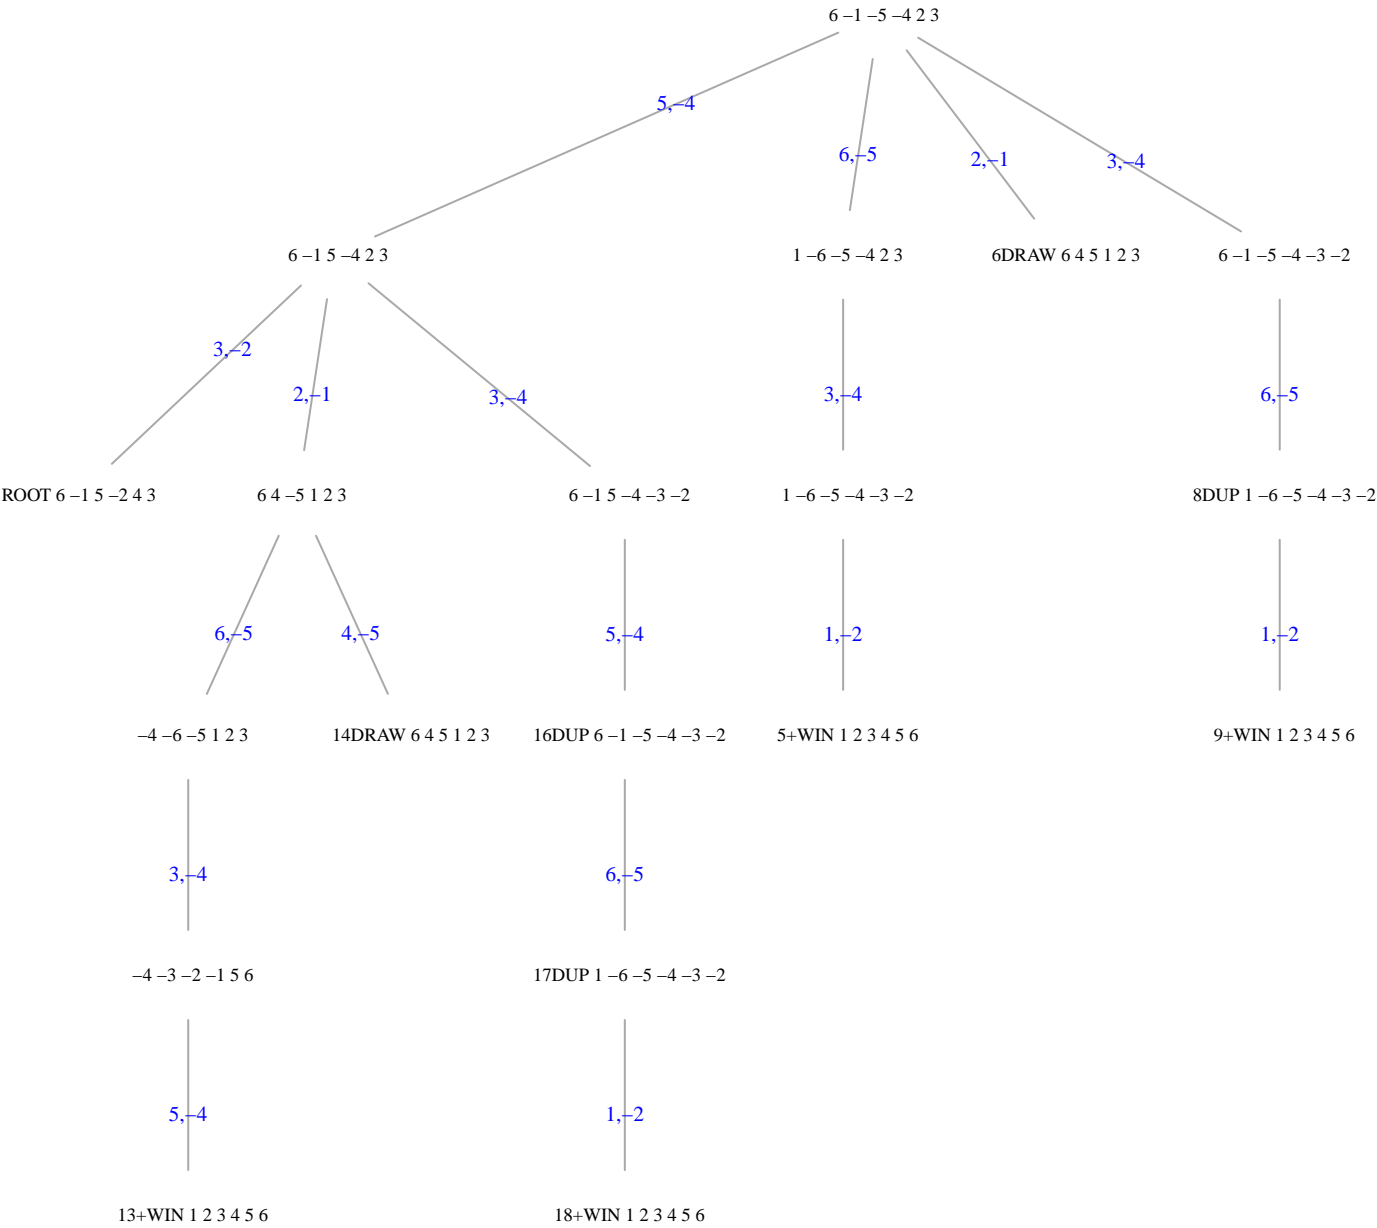 6 –1 –5 –4 2 3
5,–4
6,–5
2,–1
3,–4
6 –1 5 –4 2 3
1 –6 –5 –4 2 3
6DRAW 6 4 5 1 2 3
6 –1 –5 –4 –3 –2
3,–2
2,–1
3,–4
3,–4
6,–5
ROOT 6 –1 5 –2 4 3
6 4 –5 1 2 3
6 –1 5 –4 –3 –2
1 –6 –5 –4 –3 –2
8DUP 1 –6 –5 –4 –3 –2
6,–5
4,–5
5,–4
1,–2
1,–2
–4 –6 –5 1 2 3
14DRAW 6 4 5 1 2 3
16DUP 6 –1 –5 –4 –3 –2
5+WIN 1 2 3 4 5 6
9+WIN 1 2 3 4 5 6
3,–4
6,–5
–4 –3 –2 –1 5 6
17DUP 1 –6 –5 –4 –3 –2
5,–4
1,–2
13+WIN 1 2 3 4 5 6
18+WIN 1 2 3 4 5 6